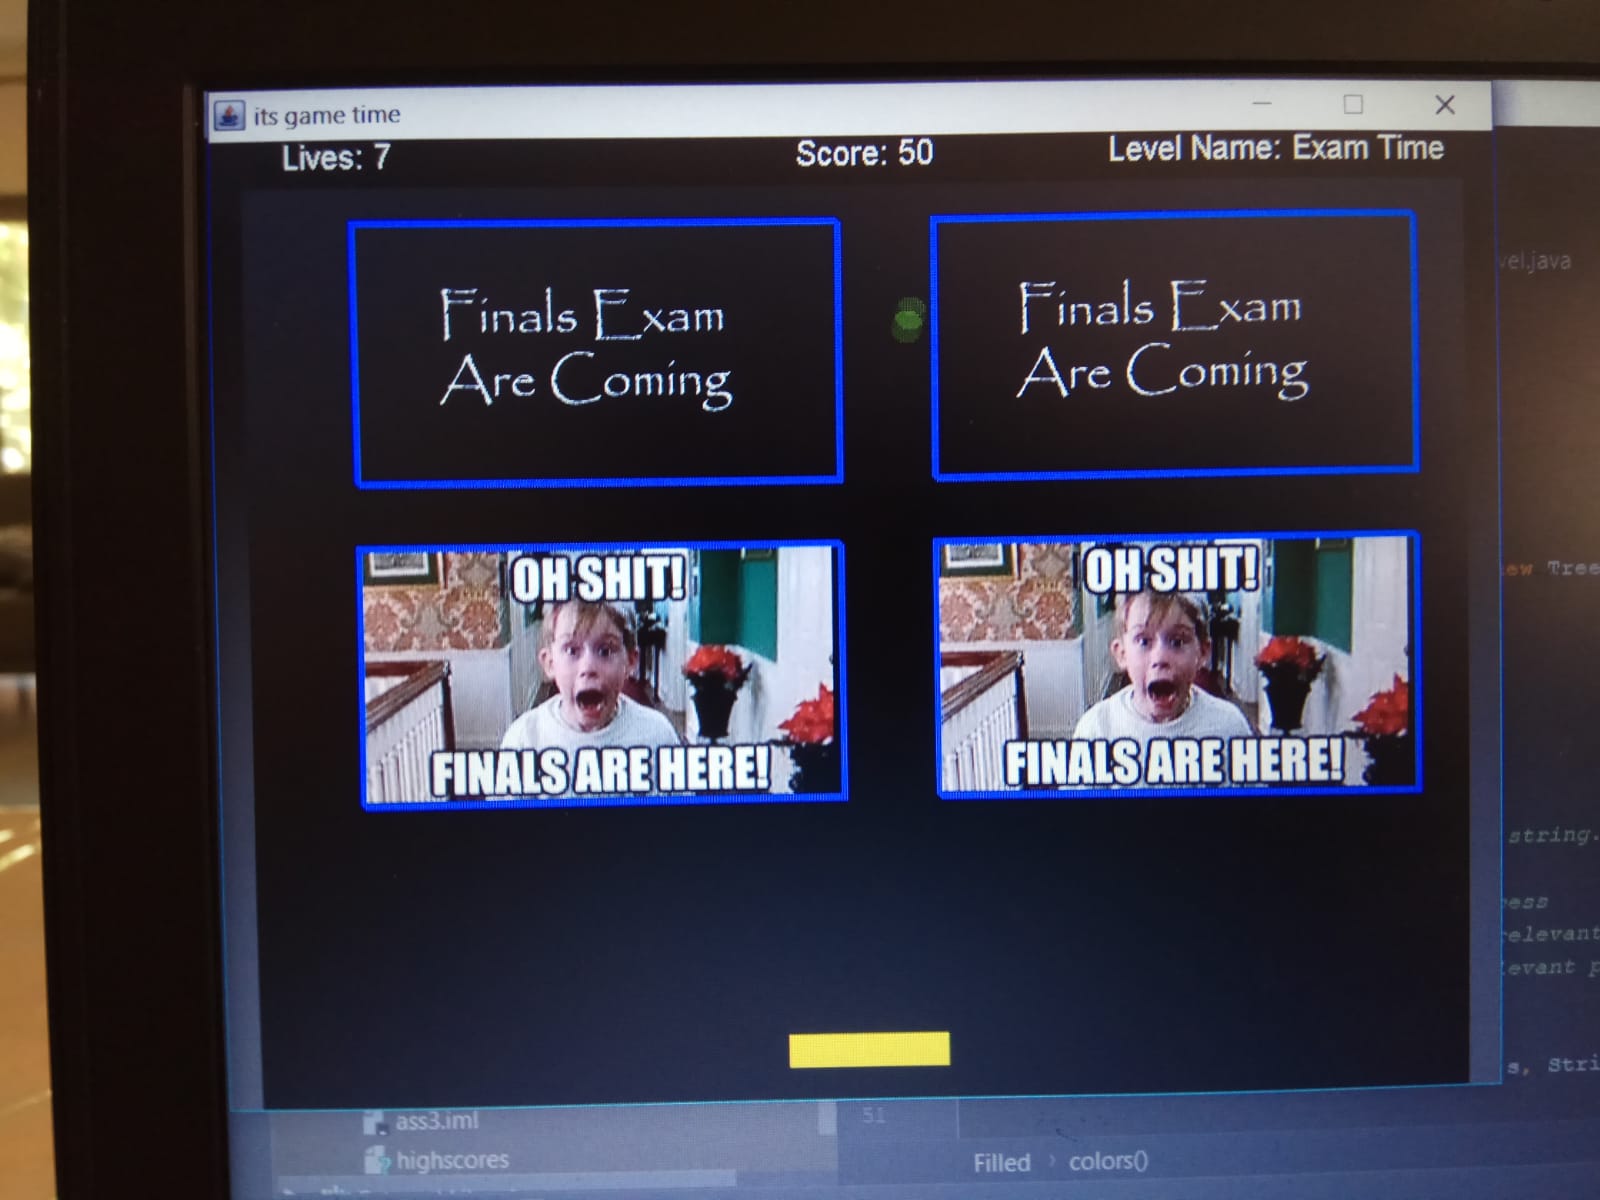 its game time
Lives: 7
Score: 50
Level Name: Exam Time
Finals Exam
Are Coming
Finals Exam
Are Coming
OH SHIT!
FINALS ARE HERE!
OH SHIT!
FINALS ARE HERE!
vel.java
ew Tree
string.
ess
relevant
levant p
s, Stri
ass3.iml
51
highscores
Filled › colors()